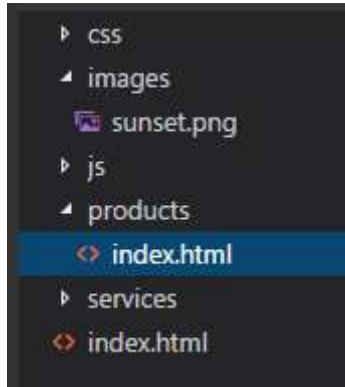 css
images
sunset.png
js
products
index.html
services
index.html